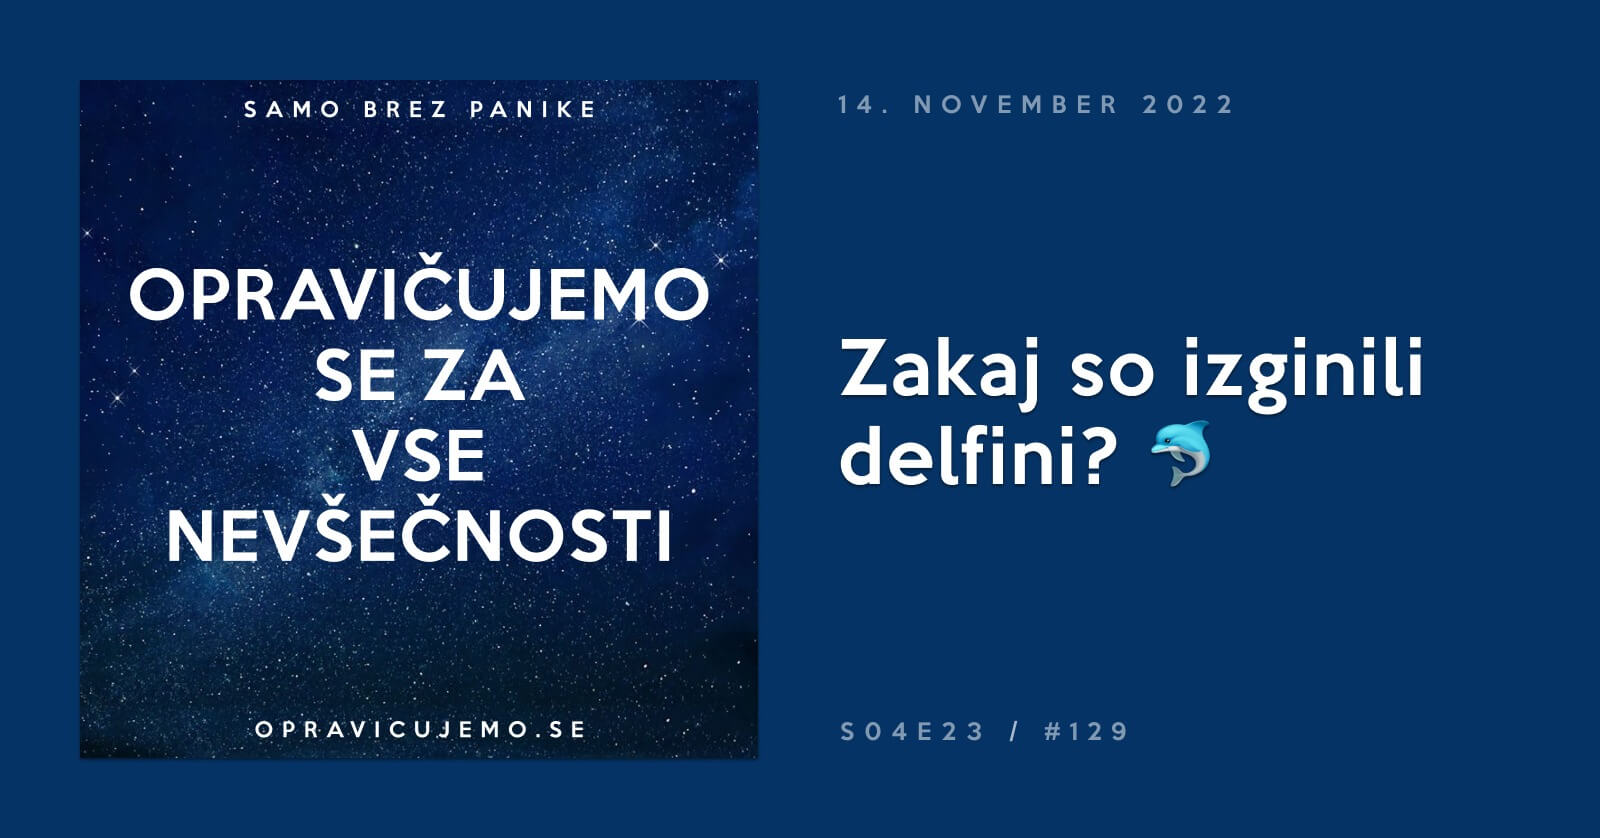 SAMO BREZ PANIKE
OPRAVIČUJEMO
SE ZA
VSE
NEVŠEČNOSTI
OPRAVICUJEMO.SE
14. NOVEMBER 2022
Zakaj so izginili
delfini? 🐬
S04E23 / #129